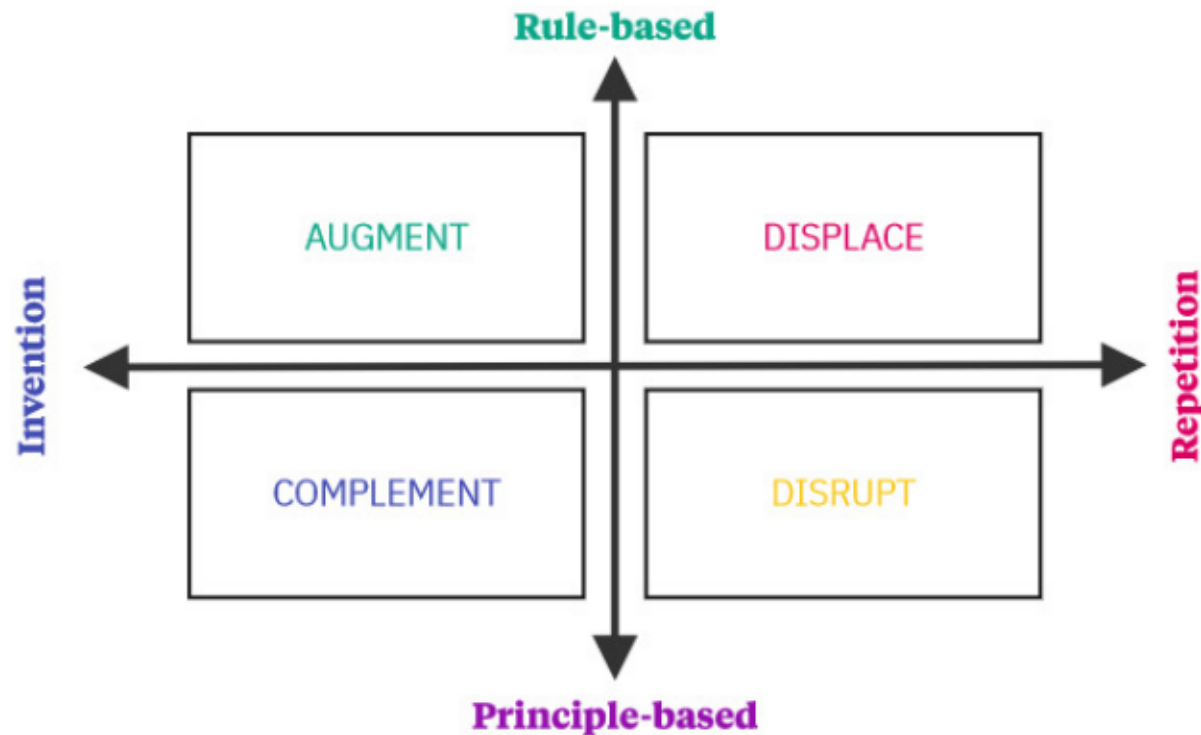 Rule-based
AUGMENT
DISPLACE
Invention
Repetition
COMPLEMENT
DISRUPT
Principle-based